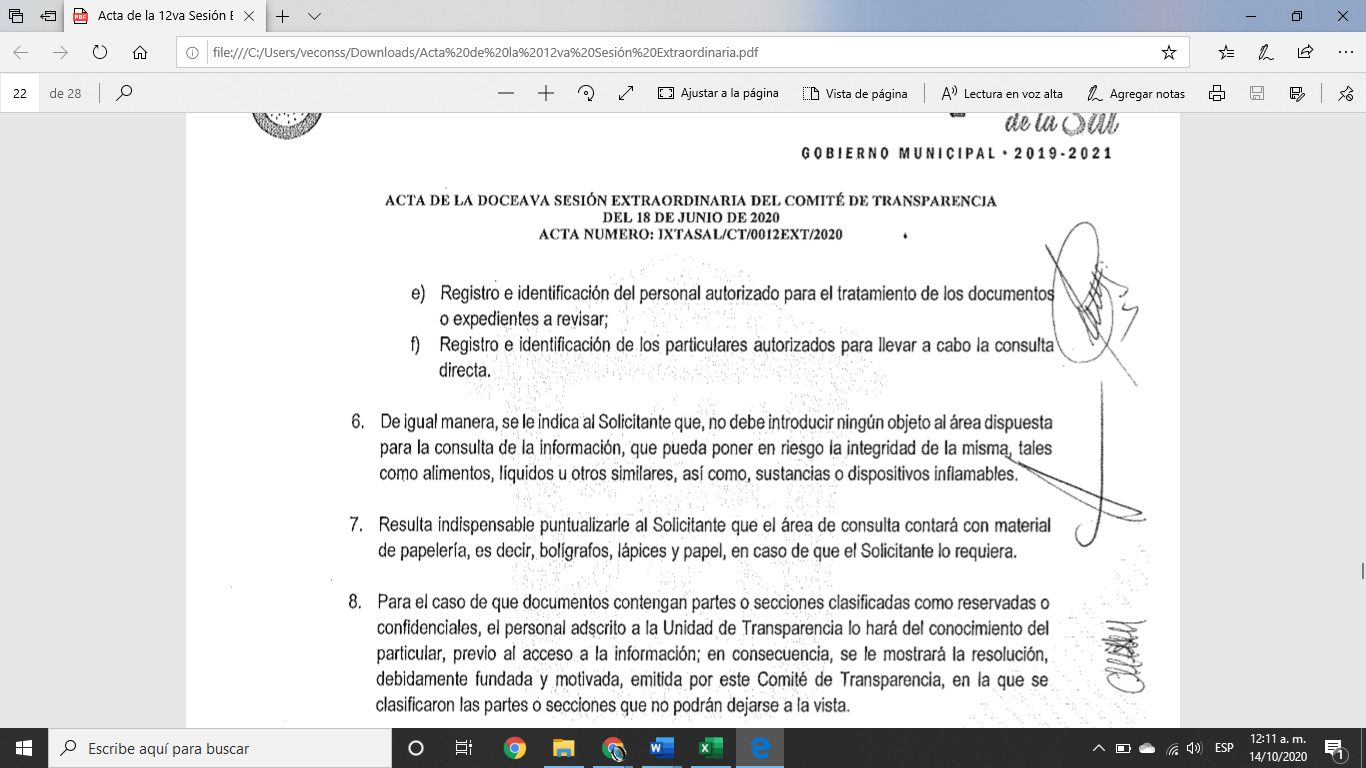 Acta de la 12va Sesión E
file:///C:/Users/veconss/Downloads/Acta%20de%20la%2012va%20Sesión%20Extraordinaria.pdf
22 de 28
Ajustar a la página
Vista de página
Lectura en voz alta
Agregar notas
de la Sal
GOBIERNO MUNICIPAL • 2019-2021
ACTA DE LA DOCEAVA SESIÓN EXTRAORDINARIA DEL COMITÉ DE TRANSPARENCIA
DEL 18 DE JUNIO DE 2020
ACTA NUMERO: IXTASAL/CT/0012EXT/2020
e) Registro e identificación del personal autorizado para el tratamiento de los documentos
o expedientes a revisar;
f) Registro e identificación de los particulares autorizados para llevar a cabo la consulta
directa.
6. De igual manera, se le indica al Solicitante que, no debe introducir ningún objeto al área dispuesta
para la consulta de la información, que pueda poner en riesgo la integridad de la misma, tales
como alimentos, líquidos u otros similares, así como, sustancias o dispositivos inflamables.
7. Resulta indispensable puntualizarle al Solicitante que el área de consulta contará con material
de papelería, es decir, bolígrafos, lápices y papel, en caso de que el Solicitante lo requiera.
8. Para el caso de que documentos contengan partes o secciones clasificadas como reservadas o
confidenciales, el personal adscrito a la Unidad de Transparencia lo hará del conocimiento del
particular, previo al acceso a la información; en consecuencia, se le mostrará la resolución,
debidamente fundada y motivada, emitida por este Comité de Transparencia, en la que se
clasificaron las partes o secciones que no podrán dejarse a la vista.
Escribe aquí para buscar
ESP
12:11 a. m.
14/10/2020
1